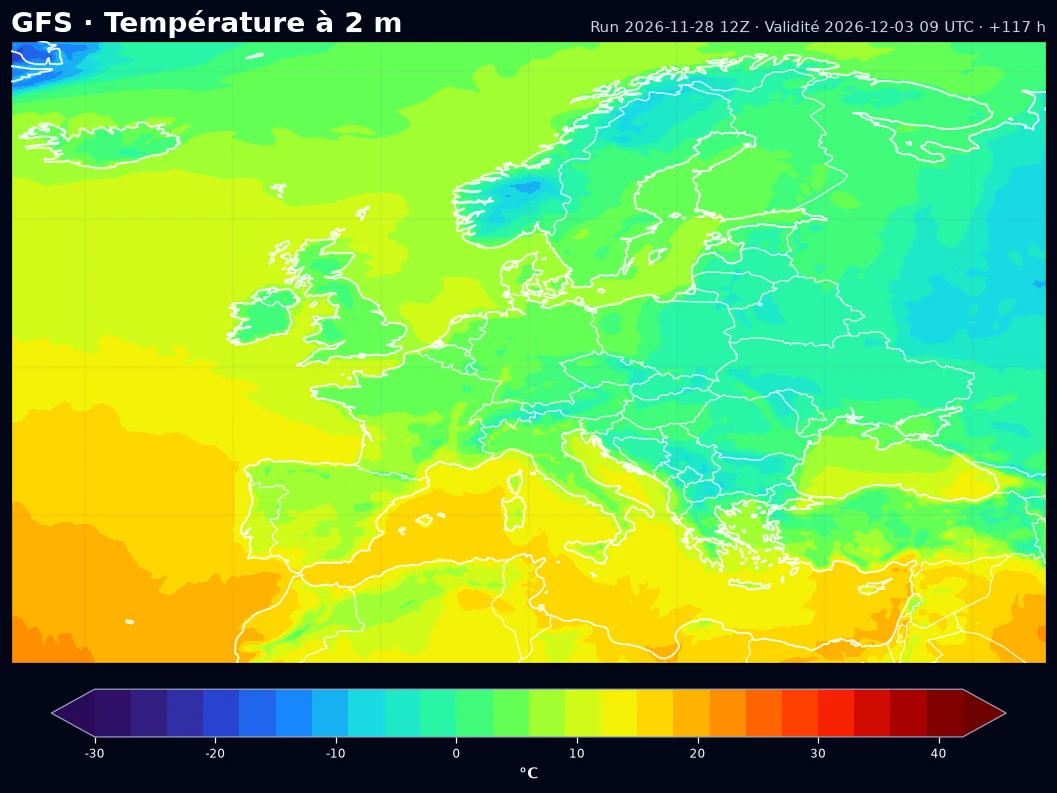 GFS · Température à 2 m
Run 2026-11-28 12Z · Validité 2026-12-03 09 UTC · +117 h
-30 -20 -10 0 10 20 30 40
°C